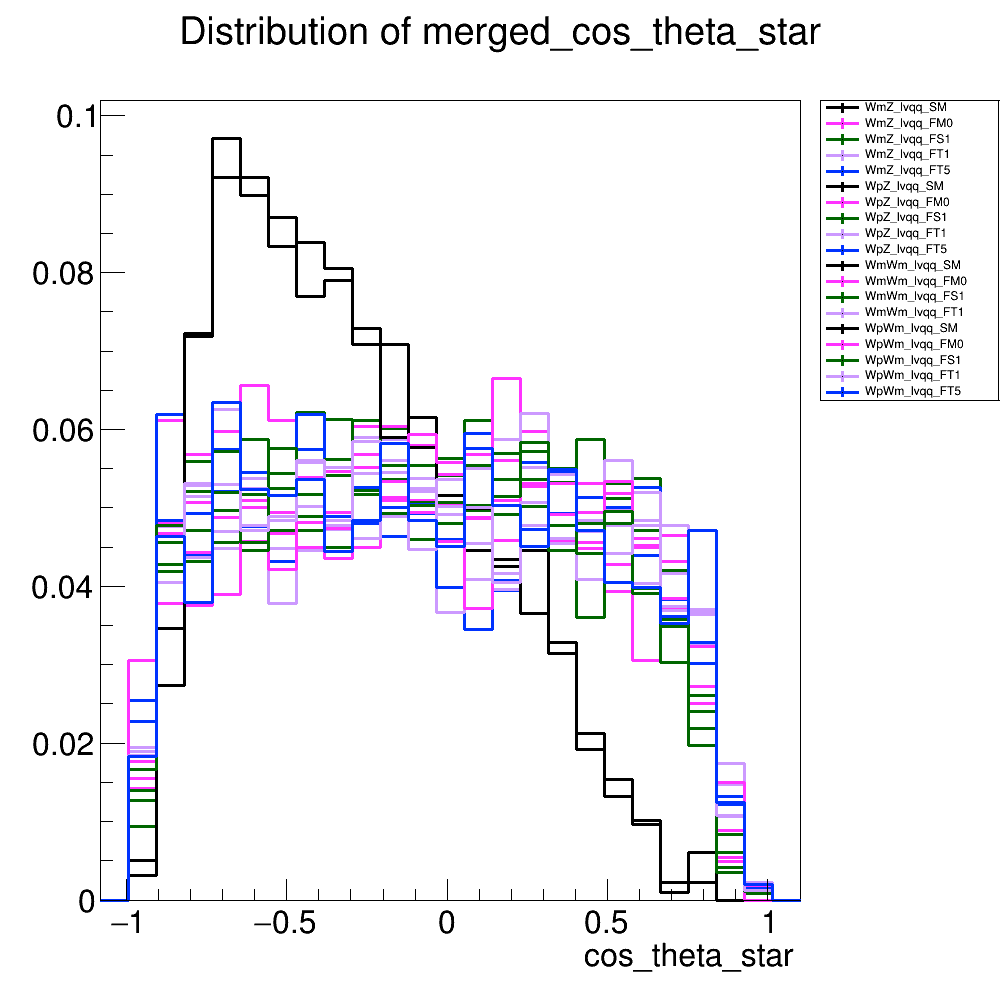 Distribution of merged_cos_theta_star
0.1
0.08
0.06
0.04
0.02
0
−1
−0.5
0
0.5
1
cos_theta_star
WmZ_lvqq_SM
WmZ_lvqq_FM0
WmZ_lvqq_FS1
WmZ_lvqq_FT1
WmZ_lvqq_FT5
WpZ_lvqq_SM
WpZ_lvqq_FM0
WpZ_lvqq_FS1
WpZ_lvqq_FT1
WpZ_lvqq_FT5
WmWm_lvqq_SM
WmWm_lvqq_FM0
WmWm_lvqq_FS1
WmWm_lvqq_FT1
WpWm_lvqq_SM
WpWm_lvqq_FM0
WpWm_lvqq_FS1
WpWm_lvqq_FT1
WpWm_lvqq_FT5